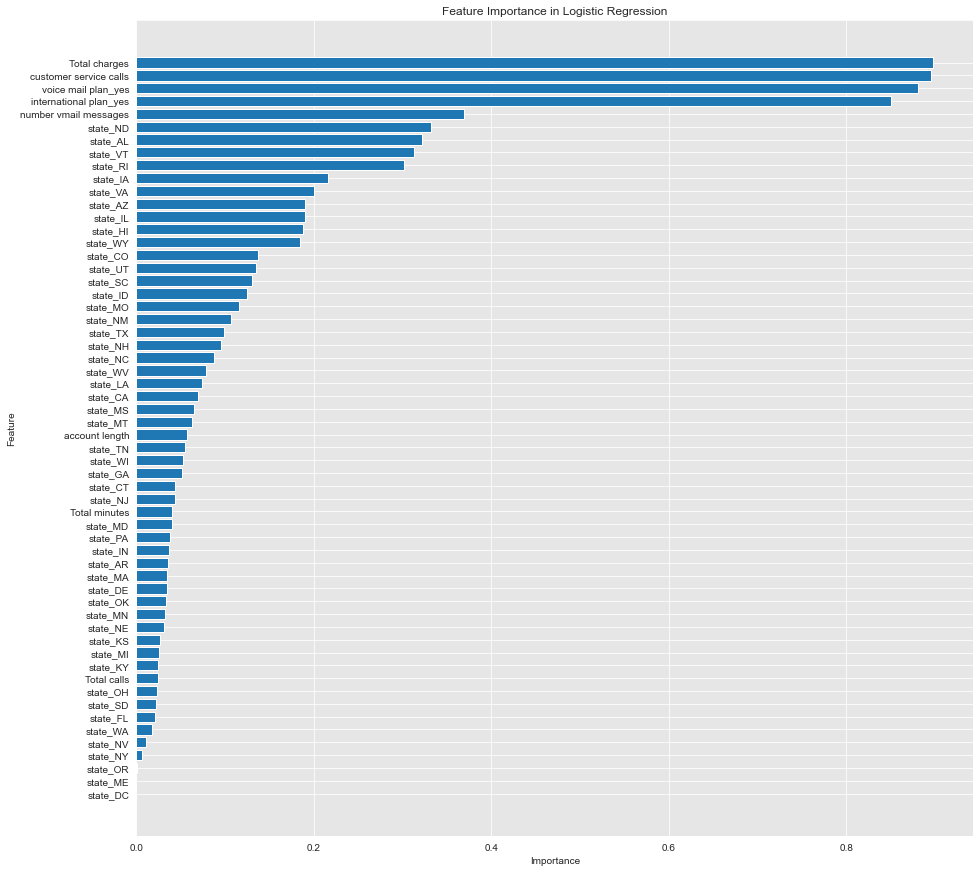 Feature Importance in Logistic Regression
Total charges
customer service calls
voice mail plan_yes
international plan_yes
number vmail messages
state_ND
state_AL
state_VT
state_RI
state_IA
state_VA
state_AZ
state_IL
state_HI
state_WY
state_CO
state_UT
state_SC
state_ID
state_MO
state_NM
state_TX
state_NH
state_NC
state_WV
state_LA
state_CA
state_MS
state_MT
account length
state_TN
state_WI
state_GA
state_CT
state_NJ
Total minutes
state_MD
state_PA
state_IN
state_AR
state_MA
state_DE
state_OK
state_MN
state_NE
state_KS
state_MI
state_KY
Total calls
state_OH
state_SD
state_FL
state_WA
state_NV
state_NY
state_OR
state_ME
state_DC
Feature
0.0 0.2 0.4 0.6 0.8
Importance